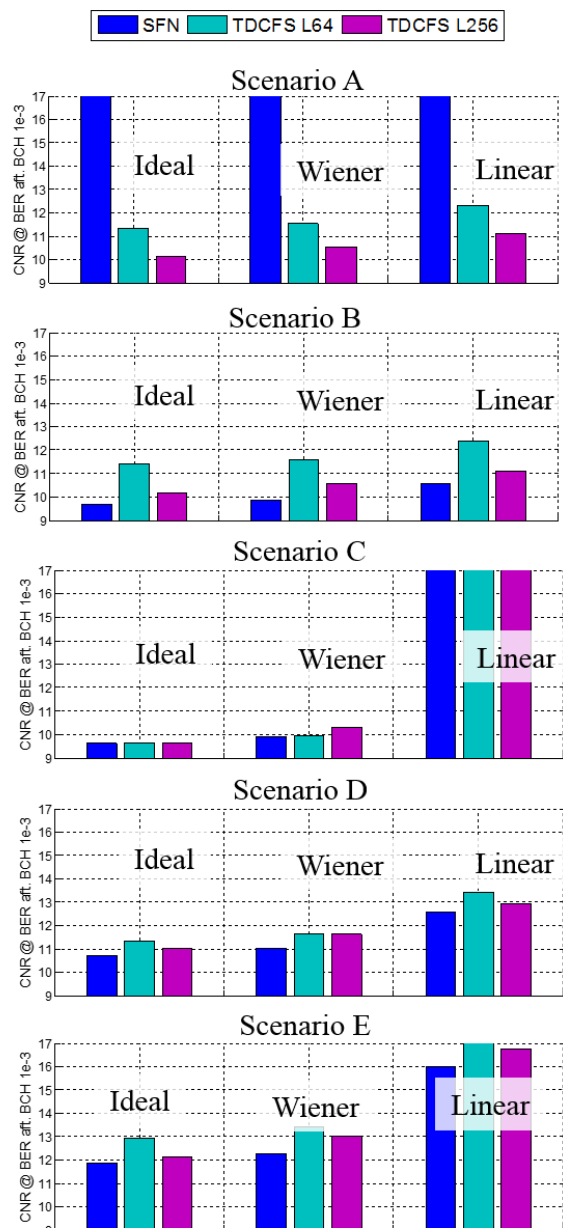 SFN TDCFS L64 TDCFS L256
Scenario A
CNR @ BER aft. BCH 1e-3
17
16
15
14
13
12
11
10
9
Ideal
Wiener
Linear
Scenario B
CNR @ BER aft. BCH 1e-3
17
16
15
14
13
12
11
10
9
Ideal
Wiener
Linear
Scenario C
CNR @ BER aft. BCH 1e-3
17
16
15
14
13
12
11
10
9
Ideal
Wiener
Linear
Scenario D
CNR @ BER aft. BCH 1e-3
17
16
15
14
13
12
11
10
9
Ideal
Wiener
Linear
Scenario E
CNR @ BER aft. BCH 1e-3
17
16
15
14
13
12
11
10
9
Ideal
Wiener
Linear